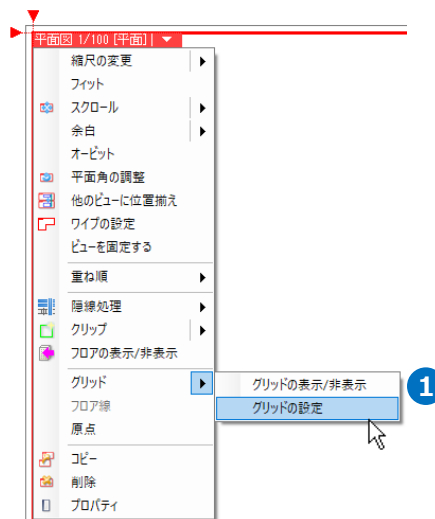 平面図 1/100 [平面] |
縮尺の変更
フィット
スクロール
余白
オービット
平面角の調整
他のビューに位置揃え
ワイプの設定
ビューを固定する
重ね順
隠線処理
クリップ
フロアの表示/非表示
グリッド
グリッドの表示/非表示
1
フロア線
グリッドの設定
原点
コピー
削除
プロパティ